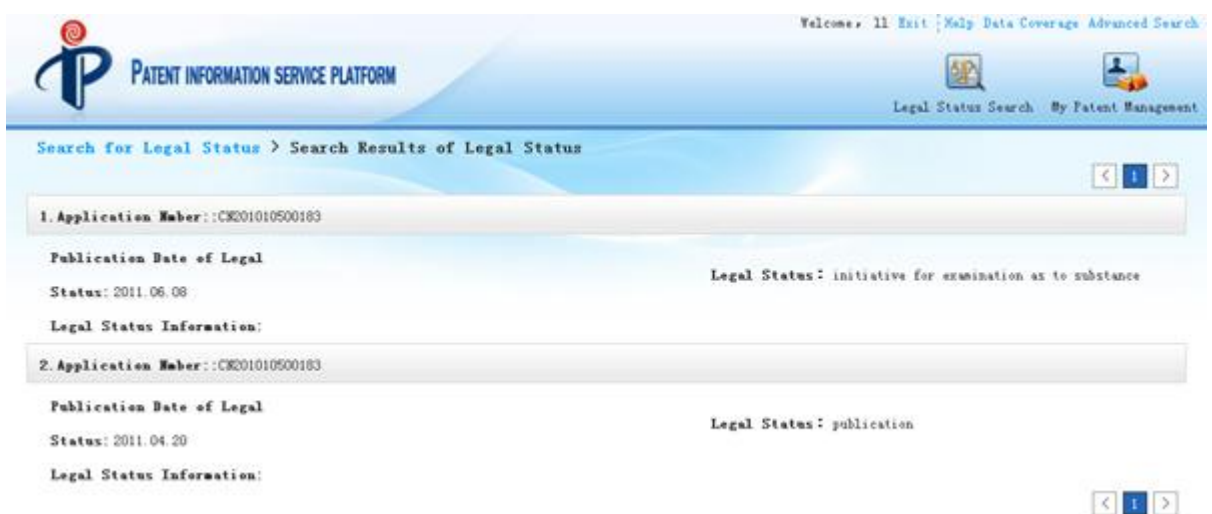 Welcome, ll Exit Help Data Coverage Advanced Search
PATENT INFORMATION SERVICE PLATFORM
Legal Status Search My Patent Management
Search for Legal Status > Search Results of Legal Status
< 1 >
1.Application Nmber::CN201010500183
Publication Date of Legal
Status: 2011.06.08
Legal Status: initiative for examination as to substance
Legal Status Information:
2.Application Nmber::CN201010500183
Publication Date of Legal
Status: 2011.04.20
Legal Status: publication
Legal Status Information:
< 1 >